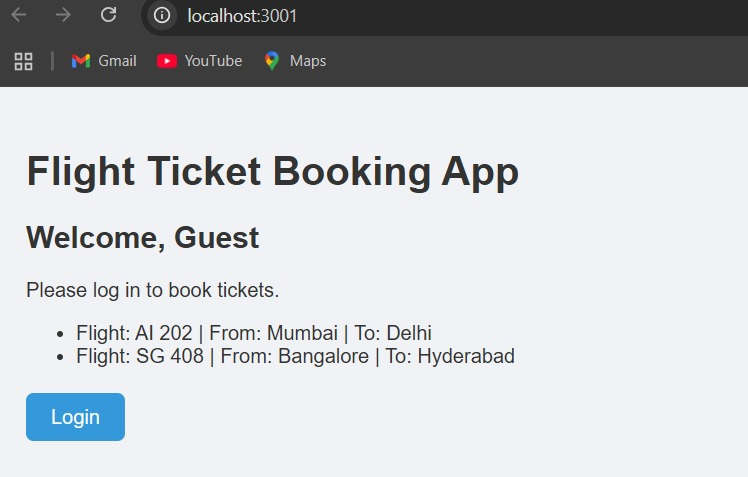 localhost:3001
Gmail YouTube Maps
Flight Ticket Booking App
Welcome, Guest
Please log in to book tickets.
• Flight: AI 202 | From: Mumbai | To: Delhi
• Flight: SG 408 | From: Bangalore | To: Hyderabad
Login